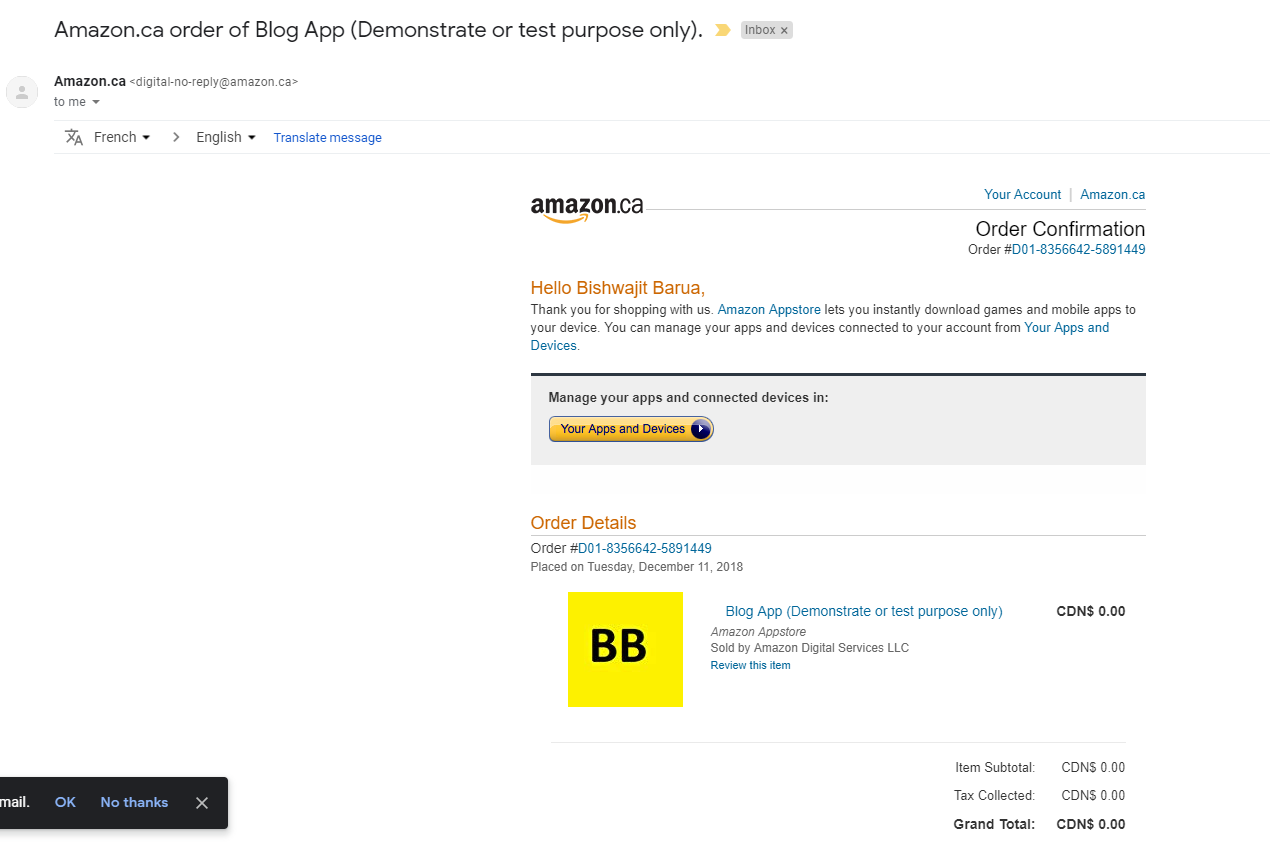 Amazon.ca order of Blog App (Demonstrate or test purpose only). Inbox ×
Amazon.ca <digital-no-reply@amazon.ca>
to me
French > English Translate message
amazon.ca
Your Account | Amazon.ca
Order Confirmation
Order #D01-8356642-5891449
Hello Bishwajit Barua,
Thank you for shopping with us. Amazon Appstore lets you instantly download games and mobile apps to
your device. You can manage your apps and devices connected to your account from Your Apps and
Devices.
Manage your apps and connected devices in:
Your Apps and Devices
Order Details
Order #D01-8356642-5891449
Placed on Tuesday, December 11, 2018
BB
Blog App (Demonstrate or test purpose only) CDN$ 0.00
Amazon Appstore
Sold by Amazon Digital Services LLC
Review this item
Item Subtotal: CDN$ 0.00
Tax Collected: CDN$ 0.00
Grand Total: CDN$ 0.00
mail. OK No thanks ×